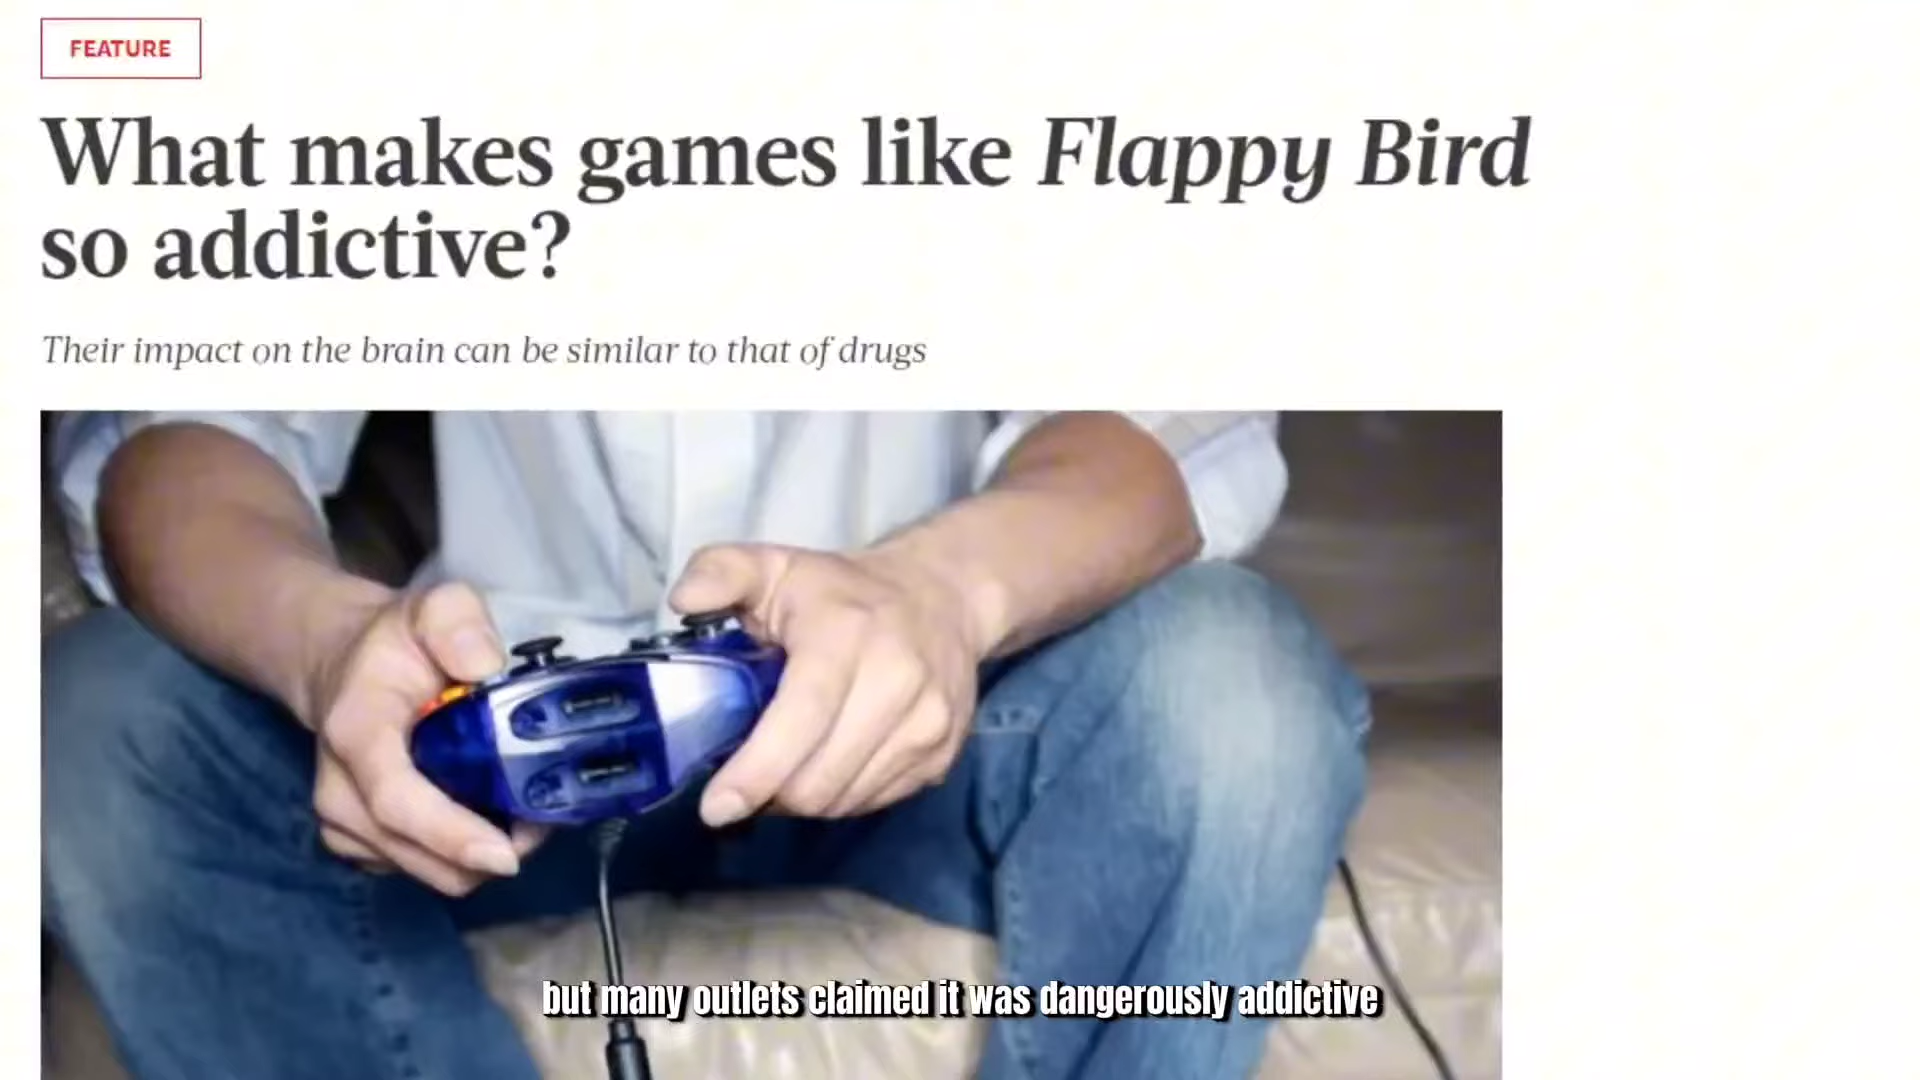 FEATURE
What makes games like Flappy Bird
so addictive?
Their impact on the brain can be similar to that of drugs
but many outlets claimed it was dangerously addictive